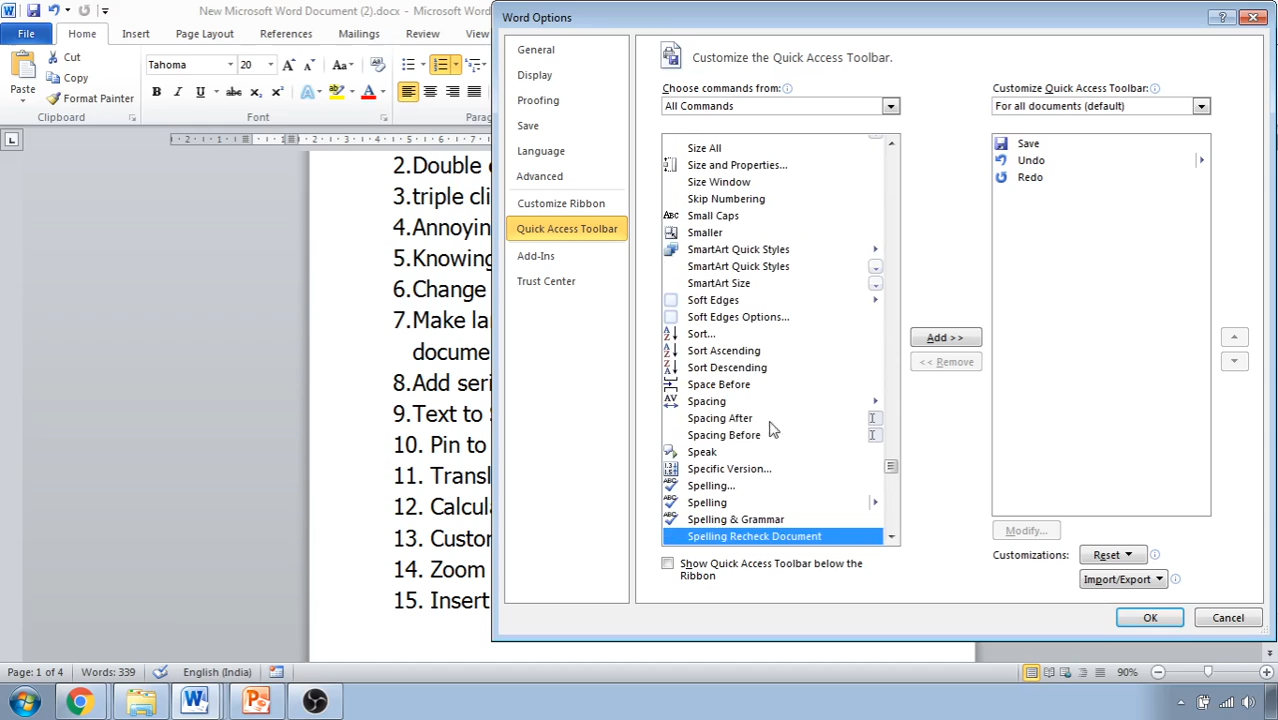 New Microsoft Word Document (2).docx - Microsoft W
Word Options
File
Home
Insert
Page Layout
References
Mailings
Review
View
Paste
Cut
Copy
Format Painter
Clipboard
Tahoma
20
Font
Parag
2.Double
3.triple cli
4.Annoyin
5.Knowing
6.Change
7.Make lar
docume
8.Add seri
9.Text to S
10. Pin to
11. Transl
12. Calcula
13. Custor
14. Zoom
15. Insert
General
Display
Proofing
Save
Language
Advanced
Customize Ribbon
Quick Access Toolbar
Add-Ins
Trust Center
Customize the Quick Access Toolbar.
Choose commands from:
All Commands
Size All
Size and Properties...
Size Window
Skip Numbering
Small Caps
Smaller
SmartArt Quick Styles
SmartArt Quick Styles
SmartArt Size
Soft Edges
Soft Edges Options...
Sort...
Sort Ascending
Sort Descending
Space Before
Spacing
Spacing After
Spacing Before
Speak
Specific Version...
Spelling...
Spelling
Spelling & Grammar
Spelling Recheck Document
Show Quick Access Toolbar below the
Ribbon
Add >>
<< Remove
Customize Quick Access Toolbar:
For all documents (default)
Save
Undo
Redo
Modify...
Customizations:
Reset
Import/Export
OK
Cancel
Page: 1 of 4
Words: 339
English (India)
90%